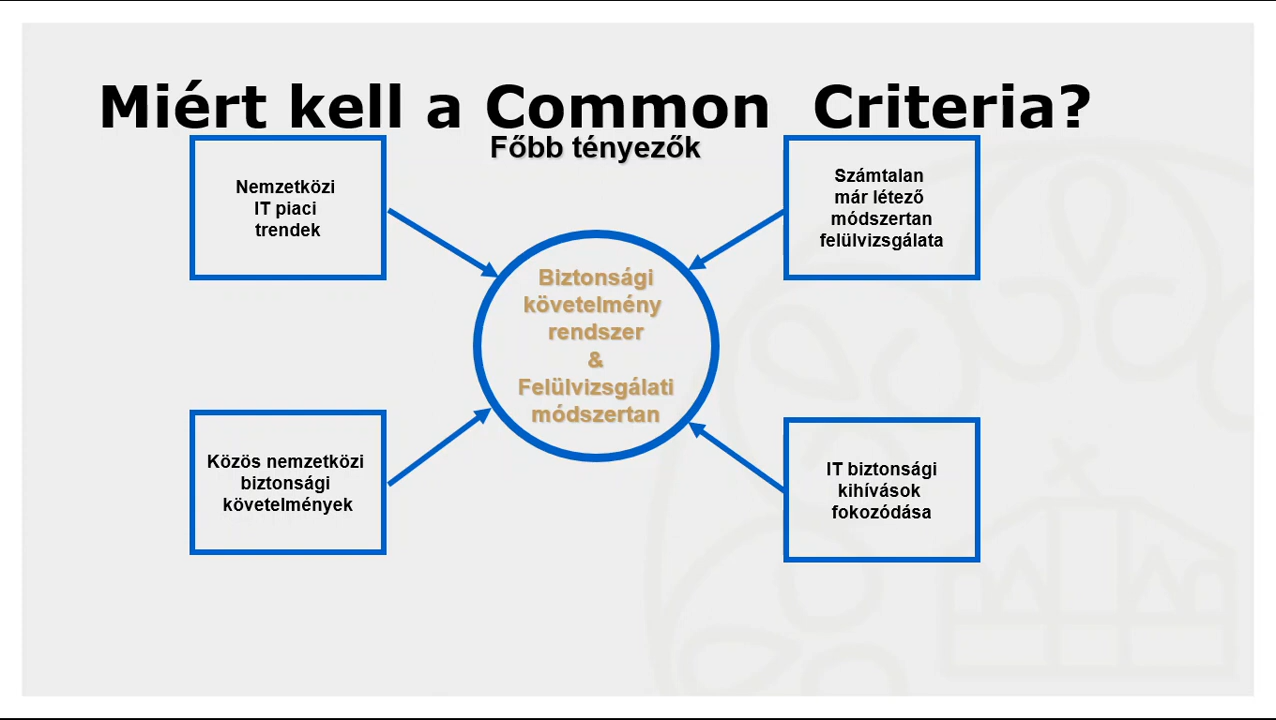 Miért kell a Common Criteria?
Főbb tényezők
Nemzetközi
IT piaci
trendek
Számtalan
már létező
módszertan
felülvizsgálata
Biztonsági
követelmény
rendszer
&
Felülvizsgálati
módszertan
Közös nemzetközi
biztonsági
követelmények
IT biztonsági
kihívások
fokozódása